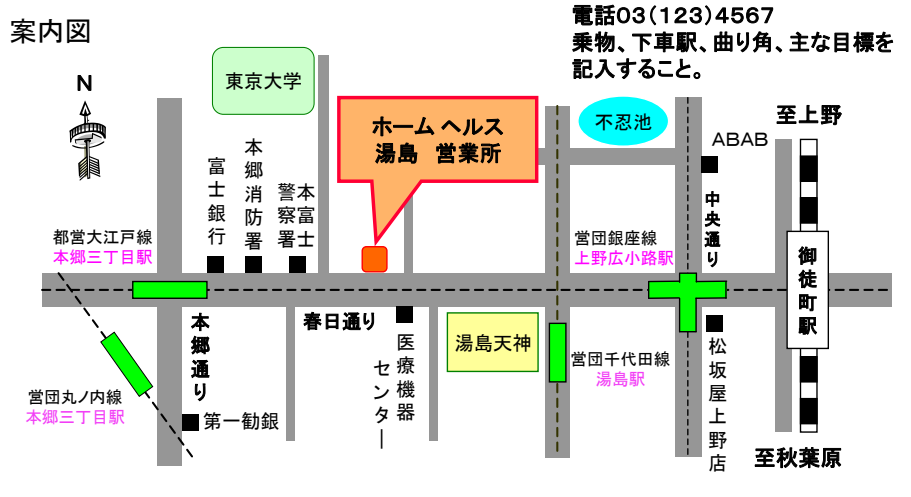 案内図
電話03(123)4567
乗物、下車駅、曲り角、主な目標を
記入すること。
N
東京大学
ホーム ヘルス
湯島　営業所
不忍池
至上野
ABAB
富士銀行
本郷消防署
本富士
警察署
中央通り
都営大江戸線
本郷三丁目駅
営団銀座線
上野広小路駅
御徒町駅
本郷通り
春日通り
医療機器
センター
湯島天神
営団千代田線
湯島駅
松坂屋上野店
営団丸ノ内線
本郷三丁目駅
第一勧銀
至秋葉原